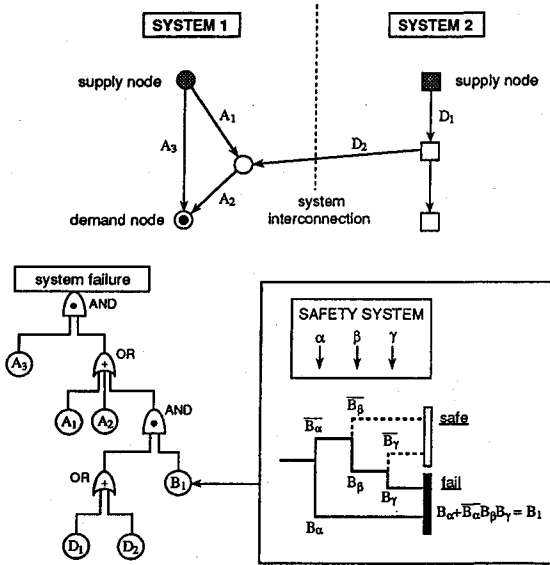 SYSTEM 1
SYSTEM 2
supply node
supply node
A₁
D₁
A₃
D₂
A₂
system
interconnection
demand node
system failure
AND
SAFETY SYSTEM
α β γ
A₃
OR
+
A₁
A₂
AND
B̅β̅
safe
B̅α̅
B̅γ̅
OR
+
B₁
Bβ
Bγ
fail
Bα
Bα+B̅α̅BβBγ = B₁
D₁
D₂